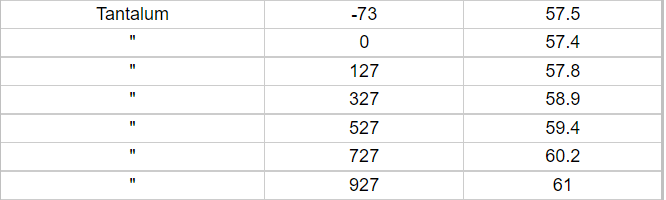 Tantalum -73 57.5
" 0 57.4
" 127 57.8
" 327 58.9
" 527 59.4
" 727 60.2
" 927 61